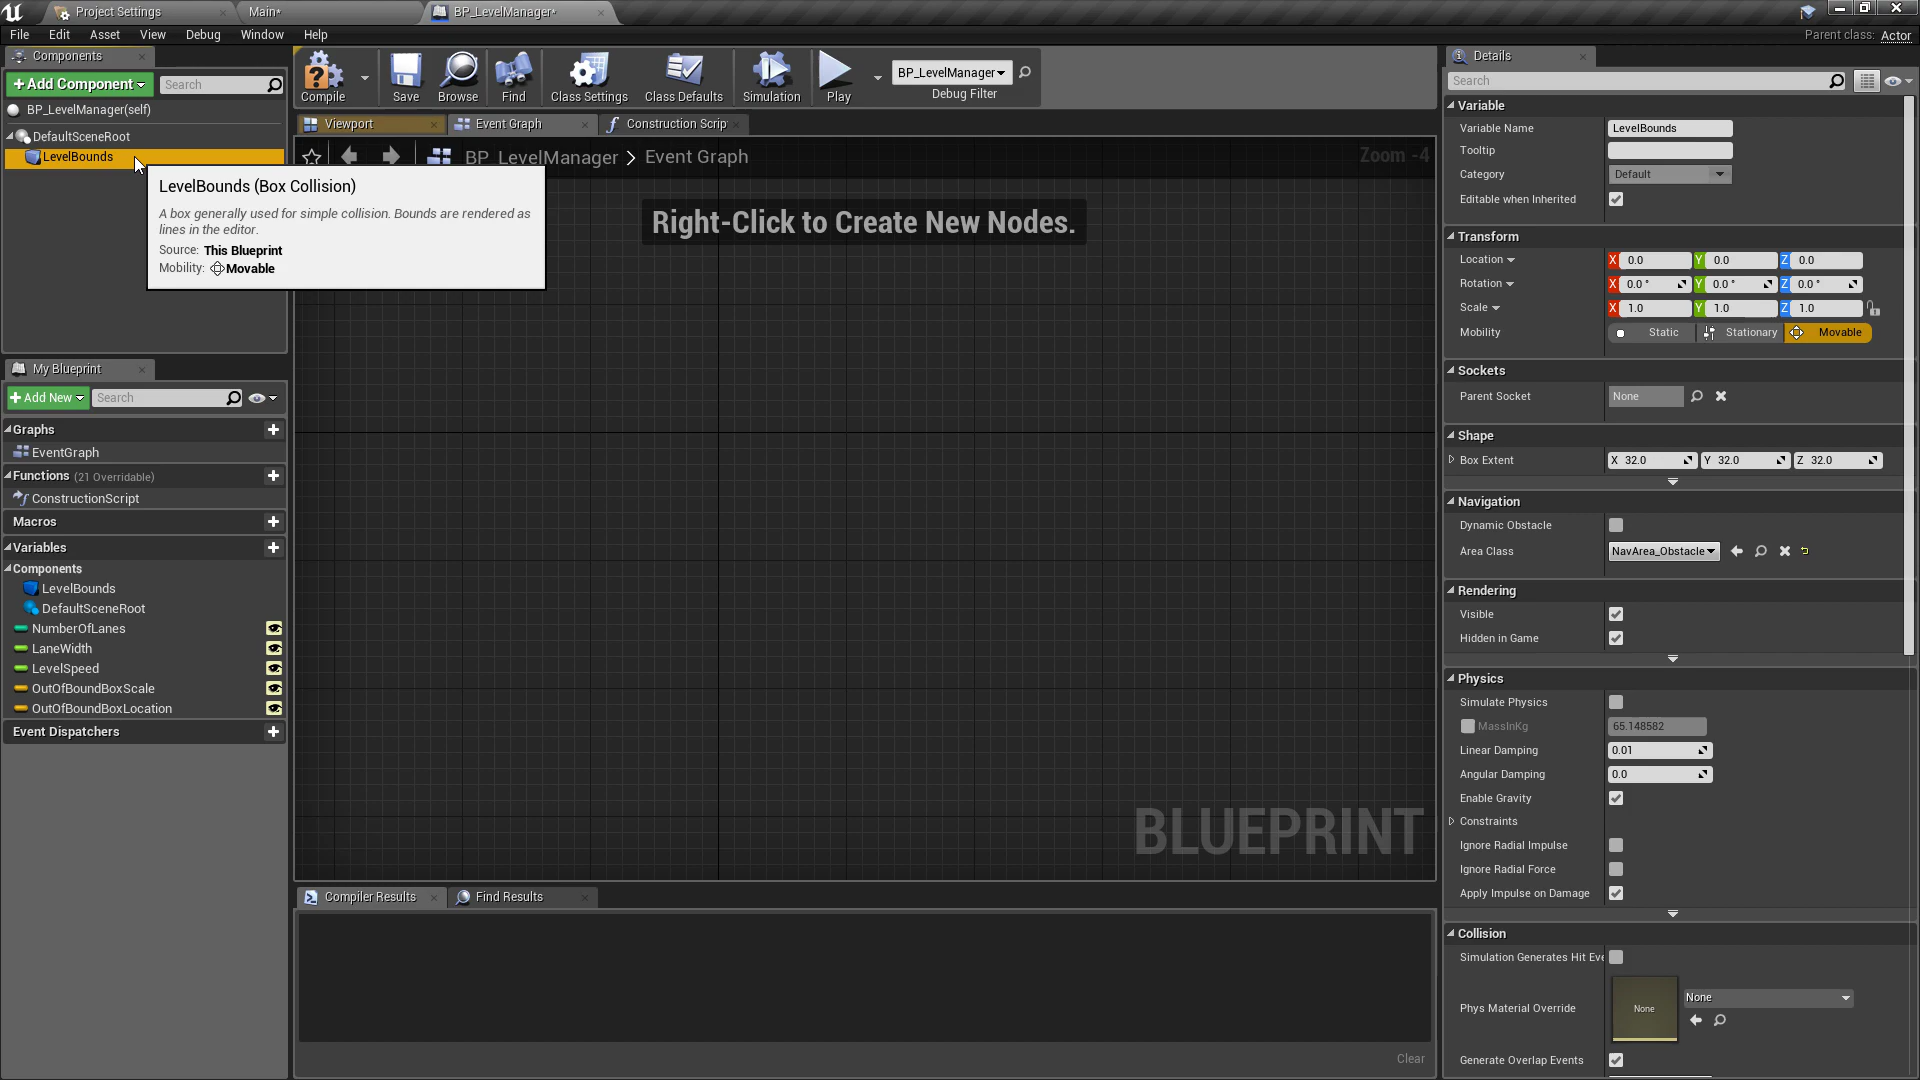 Project Settings
Main*
BP_LevelManager*
File Edit Asset View Debug Window Help
Parent class: Actor
Components
Add Component
Search
BP_LevelManager(self)
DefaultSceneRoot
LevelBounds
LevelBounds (Box Collision)
A box generally used for simple collision. Bounds are rendered as
lines in the editor.
Source: This Blueprint
Mobility: Movable
My Blueprint
Add New
Search
Graphs
EventGraph
Functions (21 Overridable)
ConstructionScript
Macros
Variables
Components
LevelBounds
DefaultSceneRoot
NumberOfLanes
LaneWidth
LevelSpeed
OutOfBoundBoxScale
OutOfBoundBoxLocation
Event Dispatchers
Compile
Save
Browse
Find
Class Settings
Class Defaults
Simulation
Play
BP_LevelManager
Debug Filter
Viewport
Event Graph
Construction Scrip
BP_LevelManager > Event Graph
Zoom -4
Right-Click to Create New Nodes.
BLUEPRINT
Compiler Results
Find Results
Clear
Details
Search
Variable
Variable Name LevelBounds
Tooltip
Category Default
Editable when Inherited
Transform
Location X 0.0 Y 0.0 Z 0.0
Rotation X 0.0 ° Y 0.0 ° Z 0.0 °
Scale X 1.0 Y 1.0 Z 1.0
Mobility Static Stationary Movable
Sockets
Parent Socket None
Shape
Box Extent X 32.0 Y 32.0 Z 32.0
Navigation
Dynamic Obstacle
Area Class NavArea_Obstacle
Rendering
Visible
Hidden in Game
Physics
Simulate Physics
MassInKg 65.148582
Linear Damping 0.01
Angular Damping 0.0
Enable Gravity
Constraints
Ignore Radial Impulse
Ignore Radial Force
Apply Impulse on Damage
Collision
Simulation Generates Hit Eve
Phys Material Override None None
Generate Overlap Events